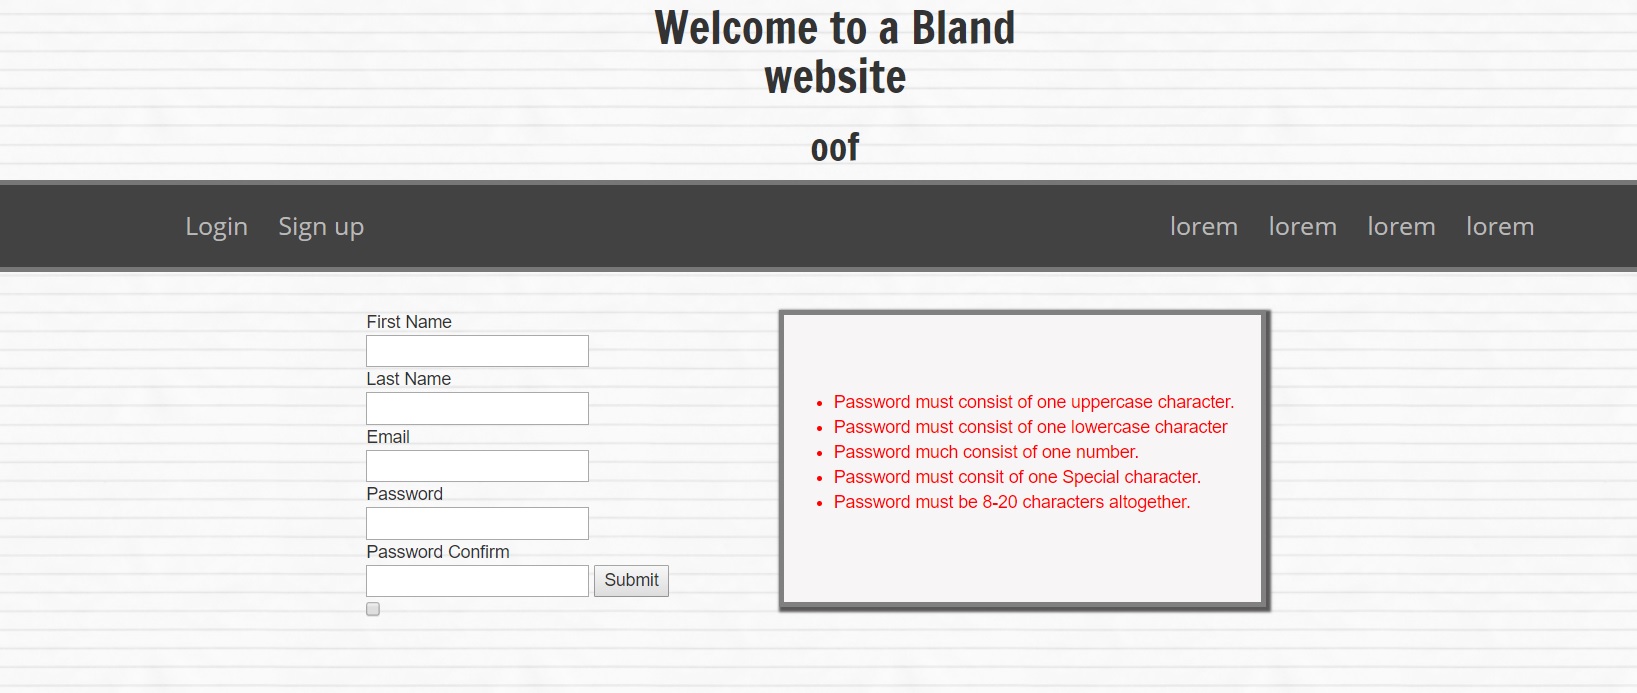 Welcome to a Bland
website
oof
Login Sign up lorem lorem lorem lorem
First Name
Last Name
Email
Password
Password Confirm
Submit
• Password must consist of one uppercase character.
• Password must consist of one lowercase character
• Password much consist of one number.
• Password must consit of one Special character.
• Password must be 8-20 characters altogether.